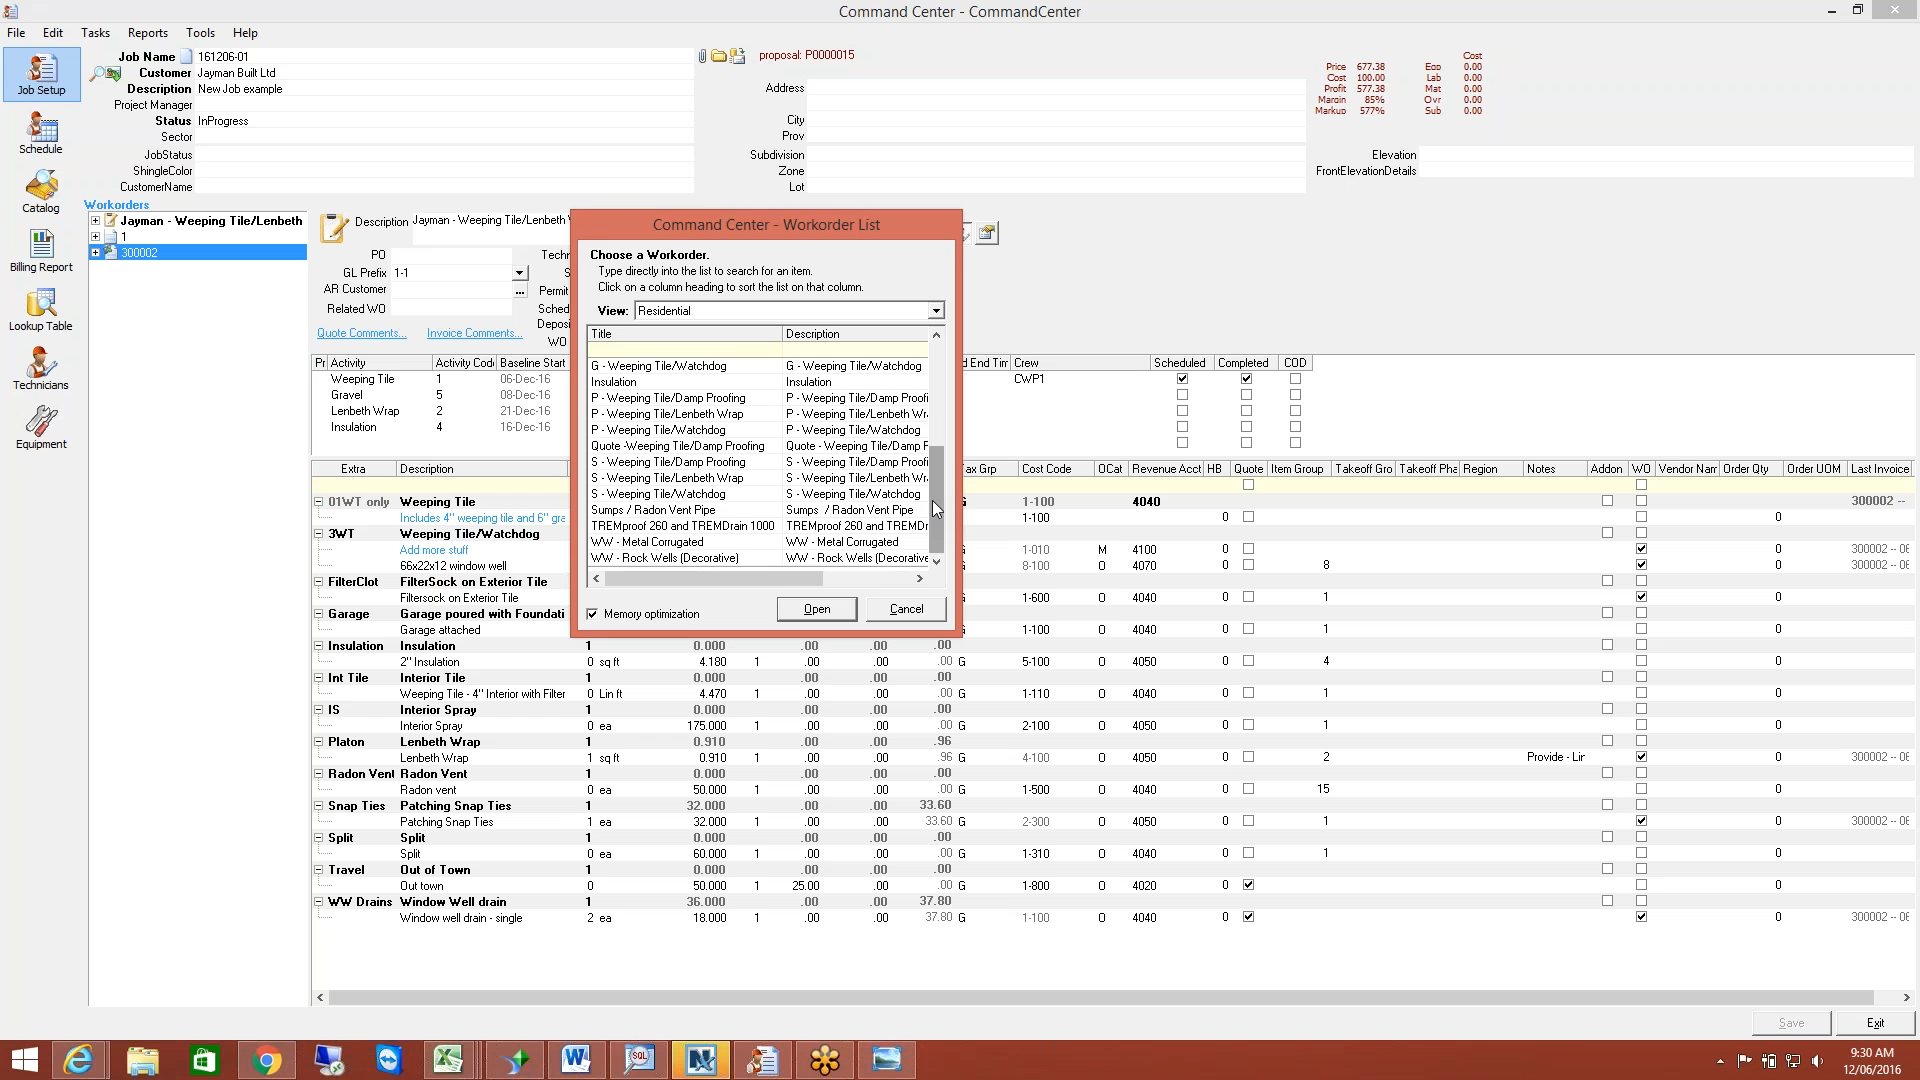 Command Center - CommandCenter
File Edit Tasks Reports Tools Help
Job Setup
Schedule
Catalog
Billing Report
Lookup Table
Technicians
Equipment
Job Name 161206-01
Customer Jayman Built Ltd
Description New Job example
Project Manager
Status InProgress
Sector
JobStatus
ShingleColor
CustomerName
proposal: P0000015
Address
City
Prov
Subdivision
Zone
Lot
Cost
Price 677.38 Eqp 0.00
Cost 100.00 Lab 0.00
Profit 577.38 Mat 0.00
Margin 85% Ovr 0.00
Markup 577% Sub 0.00
Elevation
FrontElevationDetails
Workorders
Jayman - Weeping Tile/Lenbeth
1
300002
Description Jayman - Weeping Tile/Lenbeth
PO
GL Prefix 1-1
AR Customer
...
Related WO
Quote Comments...
Invoice Comments...
Techn
S
Permit
Sched
Deposi
WO
Command Center - Workorder List
Choose a Workorder.
Type directly into the list to search for an item.
Click on a column heading to sort the list on that column.
View: Residential
Title Description
G - Weeping Tile/Watchdog G - Weeping Tile/Watchdog
Insulation Insulation
P - Weeping Tile/Damp Proofing P - Weeping Tile/Damp Proofi
P - Weeping Tile/Lenbeth Wrap P - Weeping Tile/Lenbeth Wr
P - Weeping Tile/Watchdog P - Weeping Tile/Watchdog
Quote -Weeping Tile/Damp Proofing Quote - Weeping Tile/Damp F
S - Weeping Tile/Damp Proofing S - Weeping Tile/Damp Proofi
S - Weeping Tile/Lenbeth Wrap S - Weeping Tile/Lenbeth Wr
S - Weeping Tile/Watchdog S - Weeping Tile/Watchdog
Sumps / Radon Vent Pipe Sumps / Radon Vent Pipe
TREMproof 260 and TREMDrain 1000 TREMproof 260 and TREMDr
WW - Metal Corrugated WW - Metal Corrugated
WW - Rock Wells (Decorative) WW - Rock Wells (Decorative
Memory optimization Open Cancel
Pr Activity Activity Code Baseline Start d End Tim Crew Scheduled Completed COD
Weeping Tile 1 06-Dec-16 CWP1
Gravel 5 08-Dec-16
Lenbeth Wrap 2 21-Dec-16
Insulation 4 16-Dec-16
Extra Description Tax Grp Cost Code OCat Revenue Acct HB Quote Item Group Takeoff Gro Takeoff Pha Region Notes Addon WO Vendor Nam Order Qty Order UOM Last Invoice
01WT only Weeping Tile G 1-100 4040 300002 --
Includes 4" weeping tile and 6" gra 1-100 0 0
3WT Weeping Tile/Watchdog
Add more stuff 1-010 M 4100 0 0 300002 -- 06
66x22x12 window well 8-100 O 4070 0 8 0 300002 -- 06
FilterClot FilterSock on Exterior Tile
Filtersock on Exterior Tile 1-600 O 4040 0 1 0 300002 -- 06
Garage Garage poured with Foundati
Garage attached G 1-100 O 4040 0 1 0
Insulation Insulation 1 0.000 .00 .00 .00
2" Insulation 0 sq ft 4.180 1 .00 .00 .00 G 5-100 O 4050 0 4 0
Int Tile Interior Tile 1 0.000 .00 .00 .00
Weeping Tile - 4" Interior with Filter 0 Lin ft 4.470 1 .00 .00 .00 G 1-110 O 4040 0 1 0
IS Interior Spray 1 0.000 .00 .00 .00
Interior Spray 0 ea 175.000 1 .00 .00 .00 G 2-100 O 4050 0 1 0
Platon Lenbeth Wrap 1 0.910 .00 .00 .96
Lenbeth Wrap 1 sq ft 0.910 1 .00 .00 .96 G 4-100 O 4050 0 2 Provide - Lir 0 300002 -- 06
Radon Vent Radon Vent 1 0.000 .00 .00 .00
Radon vent 0 ea 50.000 1 .00 .00 .00 G 1-500 O 4040 0 15 0
Snap Ties Patching Snap Ties 1 32.000 .00 .00 33.60
Patching Snap Ties 1 ea 32.000 1 .00 .00 33.60 G 2-300 O 4050 0 1 0 300002 -- 06
Split Split 1 0.000 .00 .00 .00
Split 0 ea 60.000 1 .00 .00 .00 G 1-310 O 4040 0 1 0
Travel Out of Town 1 0.000 .00 .00 .00
Out town 0 50.000 1 25.00 .00 .00 G 1-800 O 4020 0 0
WW Drains Window Well drain 1 36.000 .00 .00 37.80
Window well drain - single 2 ea 18.000 1 .00 .00 37.80 G 1-100 O 4040 0 0 300002 -- 06
Save Exit
9:30 AM
12/06/2016